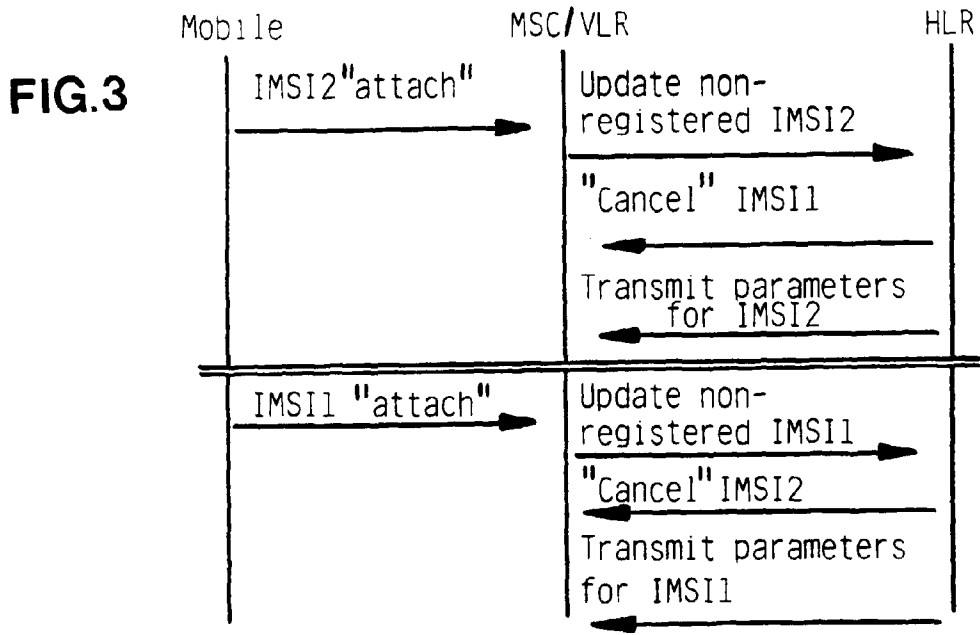 Mobile MSC/VLR HLR
FIG.3
IMSI2"attach"
Update non-
registered IMSI2
"Cancel" IMSI1
Transmit parameters
for IMSI2
IMSI1 "attach"
Update non-
registered IMSI1
"Cancel"IMSI2
Transmit parameters
for IMSI1